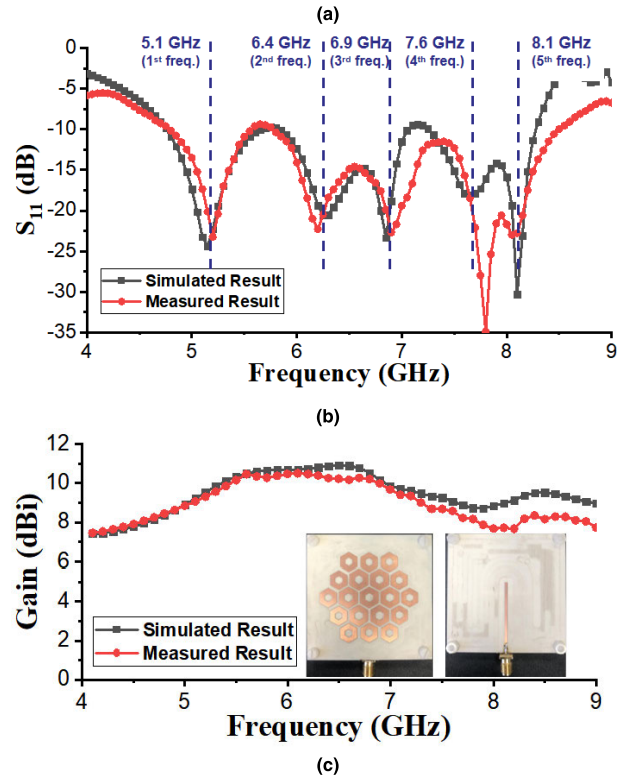 (a)
5.1 GHz 6.4 GHz 6.9 GHz 7.6 GHz 8.1 GHz
(1st freq.) (2nd freq.) (3rd freq.) (4th freq.) (5th freq.)
0
-5
-10
-15
-20
-25
-30
-35
S11 (dB)
Simulated Result
Measured Result
4 5 6 7 8 9
Frequency (GHz)
(b)
12
10
8
6
4
2
0
Gain (dBi)
Simulated Result
Measured Result
4 5 6 7 8 9
Frequency (GHz)
(c)